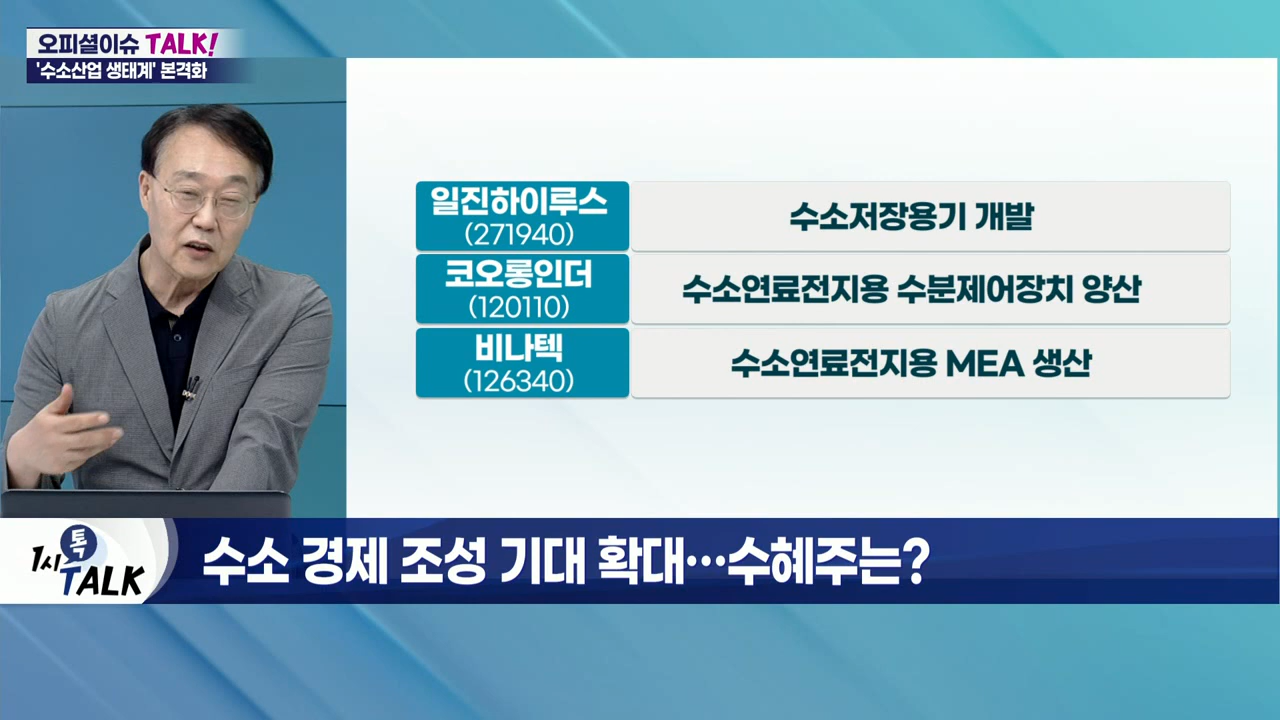 오피셜이슈 TALK!
'수소산업 생태계' 본격화
일진하이루스
(271940)
수소저장용기 개발
코오롱인더
(120110)
수소연료전지용 수분제어장치 양산
비나텍
(126340)
수소연료전지용 MEA 생산
1시 톡
TALK
수소 경제 조성 기대 확대…수혜주는?